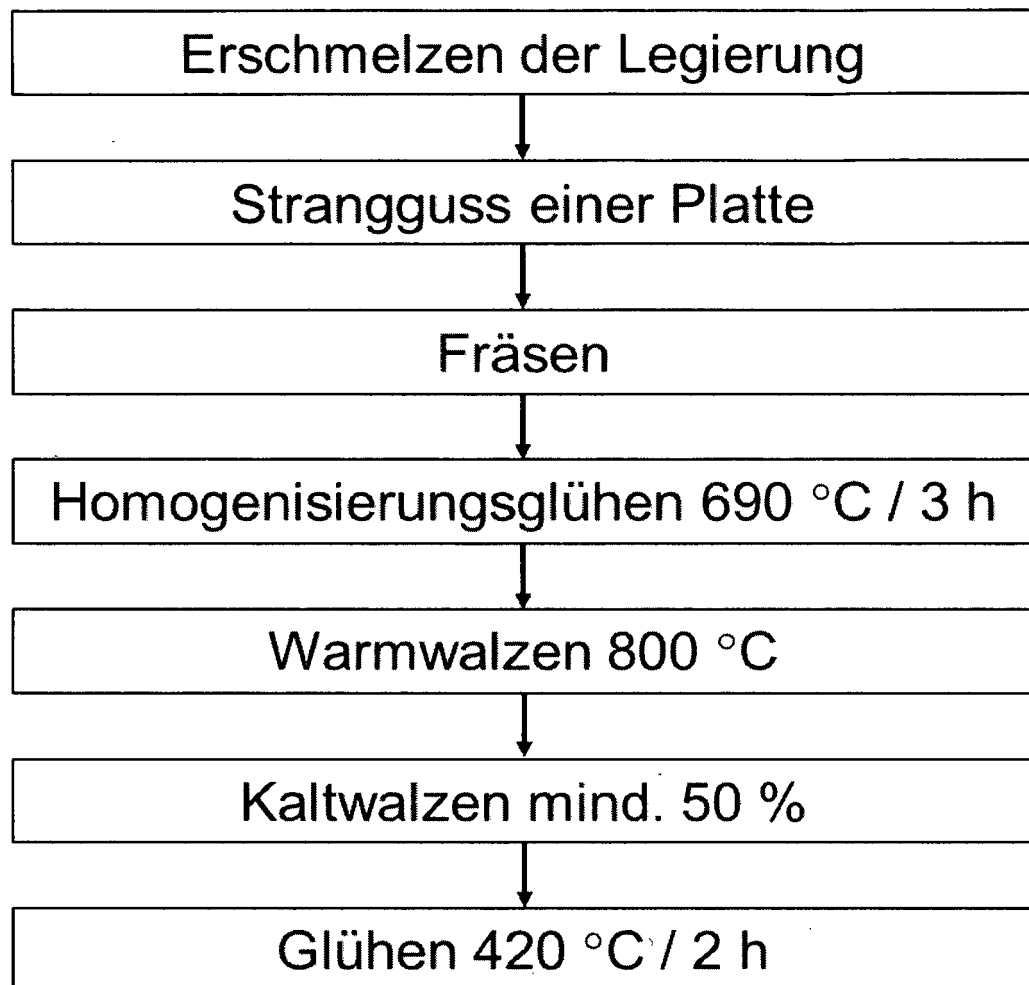 Erschmelzen der Legierung
Strangguss einer Platte
Fräsen
Homogenisierungsglühen 690 °C / 3 h
Warmwalzen 800 °C
Kaltwalzen mind. 50 %
Glühen 420 °C / 2 h